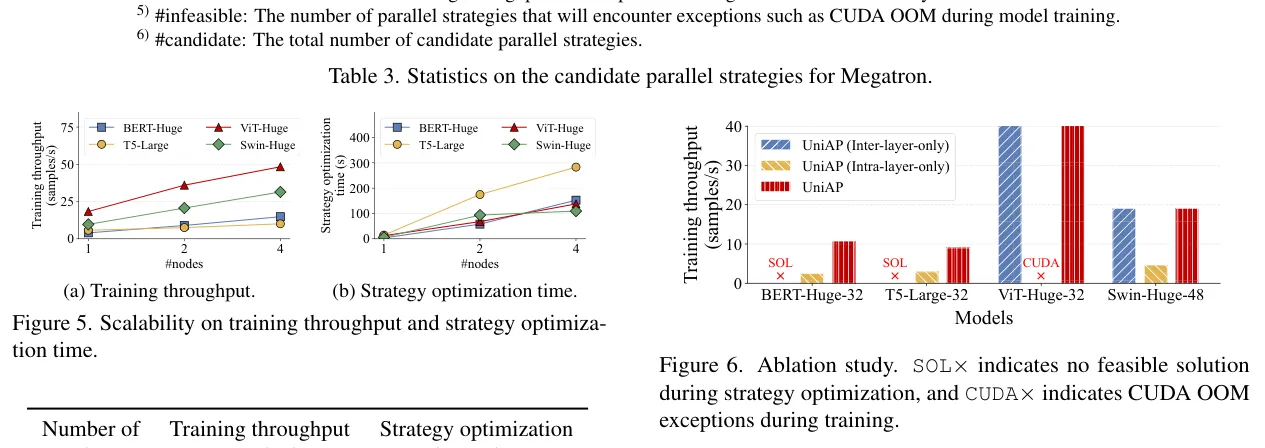 5) #infeasible: The number of parallel strategies that will encounter exceptions such as CUDA OOM during model training.
6) #candidate: The total number of candidate parallel strategies.
Table 3. Statistics on the candidate parallel strategies for Megatron.
Training throughput
(samples/s)
75
50
25
0
BERT-Huge
T5-Large
ViT-Huge
Swin-Huge
1
2
4
#nodes
(a) Training throughput.
Strategy optimization
time (s)
400
300
200
100
0
BERT-Huge
T5-Large
ViT-Huge
Swin-Huge
1
2
4
#nodes
(b) Strategy optimization time.
Figure 5. Scalability on training throughput and strategy optimiza-
tion time.
Number of
Training throughput
Strategy optimization
Training throughput
(samples/s)
40
30
20
10
0
UniAP (Inter-layer-only)
UniAP (Intra-layer-only)
UniAP
SOL
×
SOL
×
CUDA
×
BERT-Huge-32
T5-Large-32
ViT-Huge-32
Swin-Huge-48
Models
Figure 6. Ablation study. SOL× indicates no feasible solution
during strategy optimization, and CUDA× indicates CUDA OOM
exceptions during training.